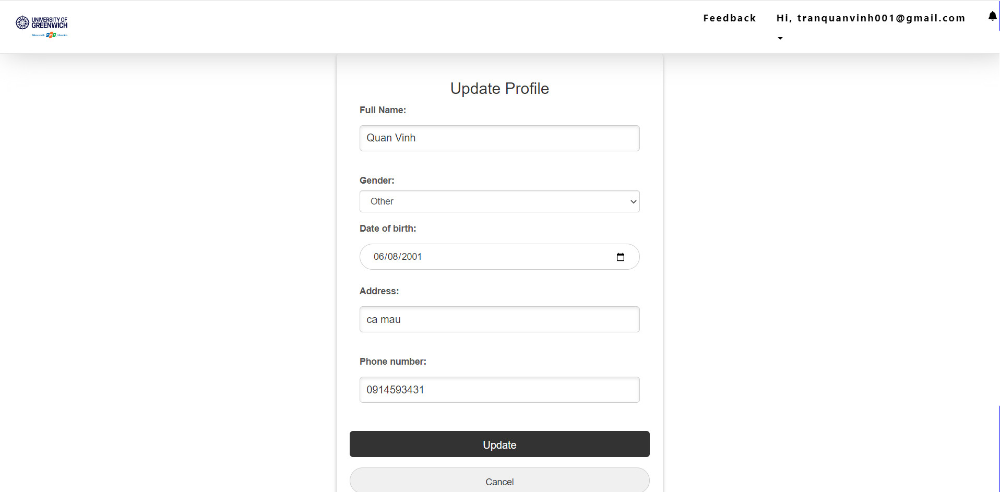 UNIVERSITY OF
GREENWICH
Alliance with FPT Education
Feedback
Hi, tranquanvinh001@gmail.com
Update Profile
Full Name:
Quan Vinh
Gender:
Other
Date of birth:
06/08/2001
Address:
ca mau
Phone number:
0914593431
Update
Cancel